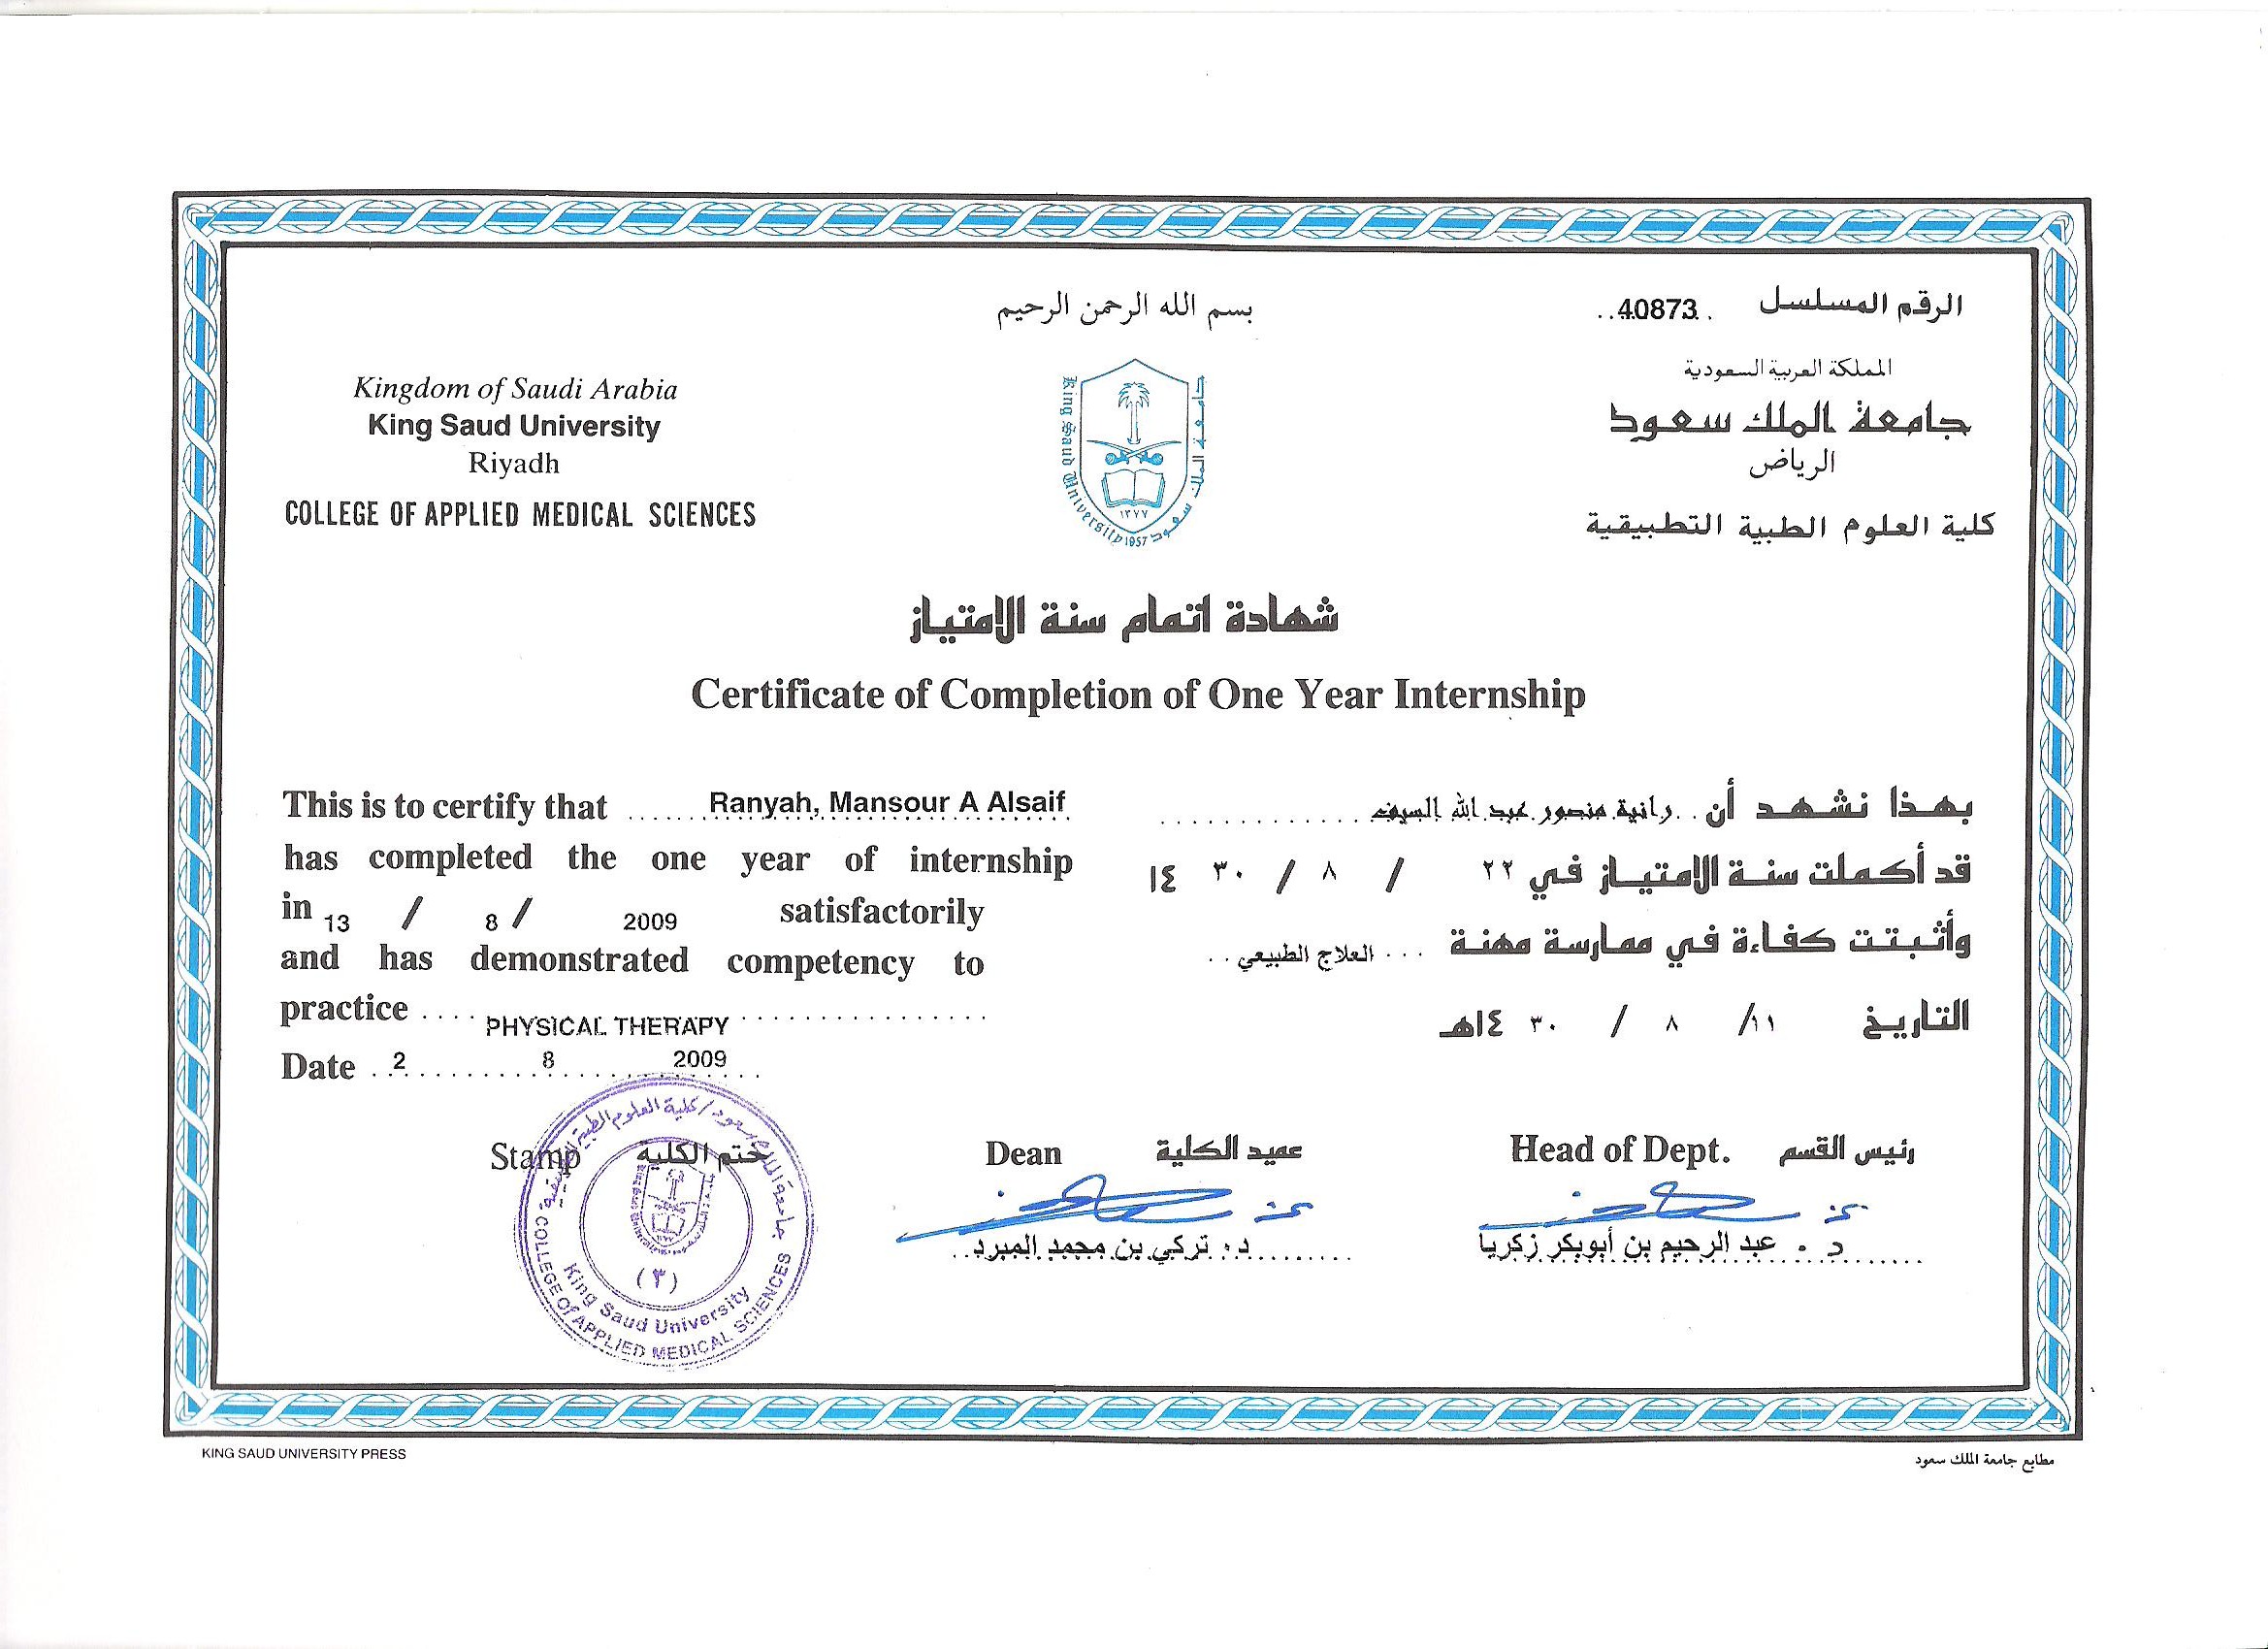 بسم الله الرحمن الرحيم
الرقم المسلسل ..40873..
Kingdom of Saudi Arabia
King Saud University
Riyadh
COLLEGE OF APPLIED MEDICAL SCIENCES
King Saud University 1957
جامعة الملك سعود
١٣٧٧
المملكة العربية السعودية
جامعة الملك سعود
الرياض
كلية العلوم الطبية التطبيقية
شهادة اتمام سنة الامتياز
Certificate of Completion of One Year Internship
This is to certify that ...... Ranyah, Mansour A Alsaif
has completed the one year of internship
in 13 / 8 / 2009 satisfactorily
and has demonstrated competency to
practice .... PHYSICAL THERAPY ................
Date .. 2 ......... 8 ......... 2009 ...
بهذا نشهد أن .. رانية منصور عبد الله السيف .............
قد أكملت سنة الامتياز في ٢٢ / ٨ / ٣٠ ١٤
وأثبتت كفاءة في ممارسة مهنة ... العلاج الطبيعي ..
التاريخ ١١/ ٨ / ٣٠ ١٤هـ
Stamp ختم الكلية
Dean عميد الكلية
Head of Dept. رئيس القسم
د. تركي بن محمد المبرد
د . عبد الرحيم بن أبوبكر زكريا
جامعة الملك سعود / كلية العلوم الطبية التطبيقية
(٣)
King Saud University
COLLEGE Of APPLIED MEDICAL SCIENCES
KING SAUD UNIVERSITY PRESS
مطابع جامعة الملك سعود